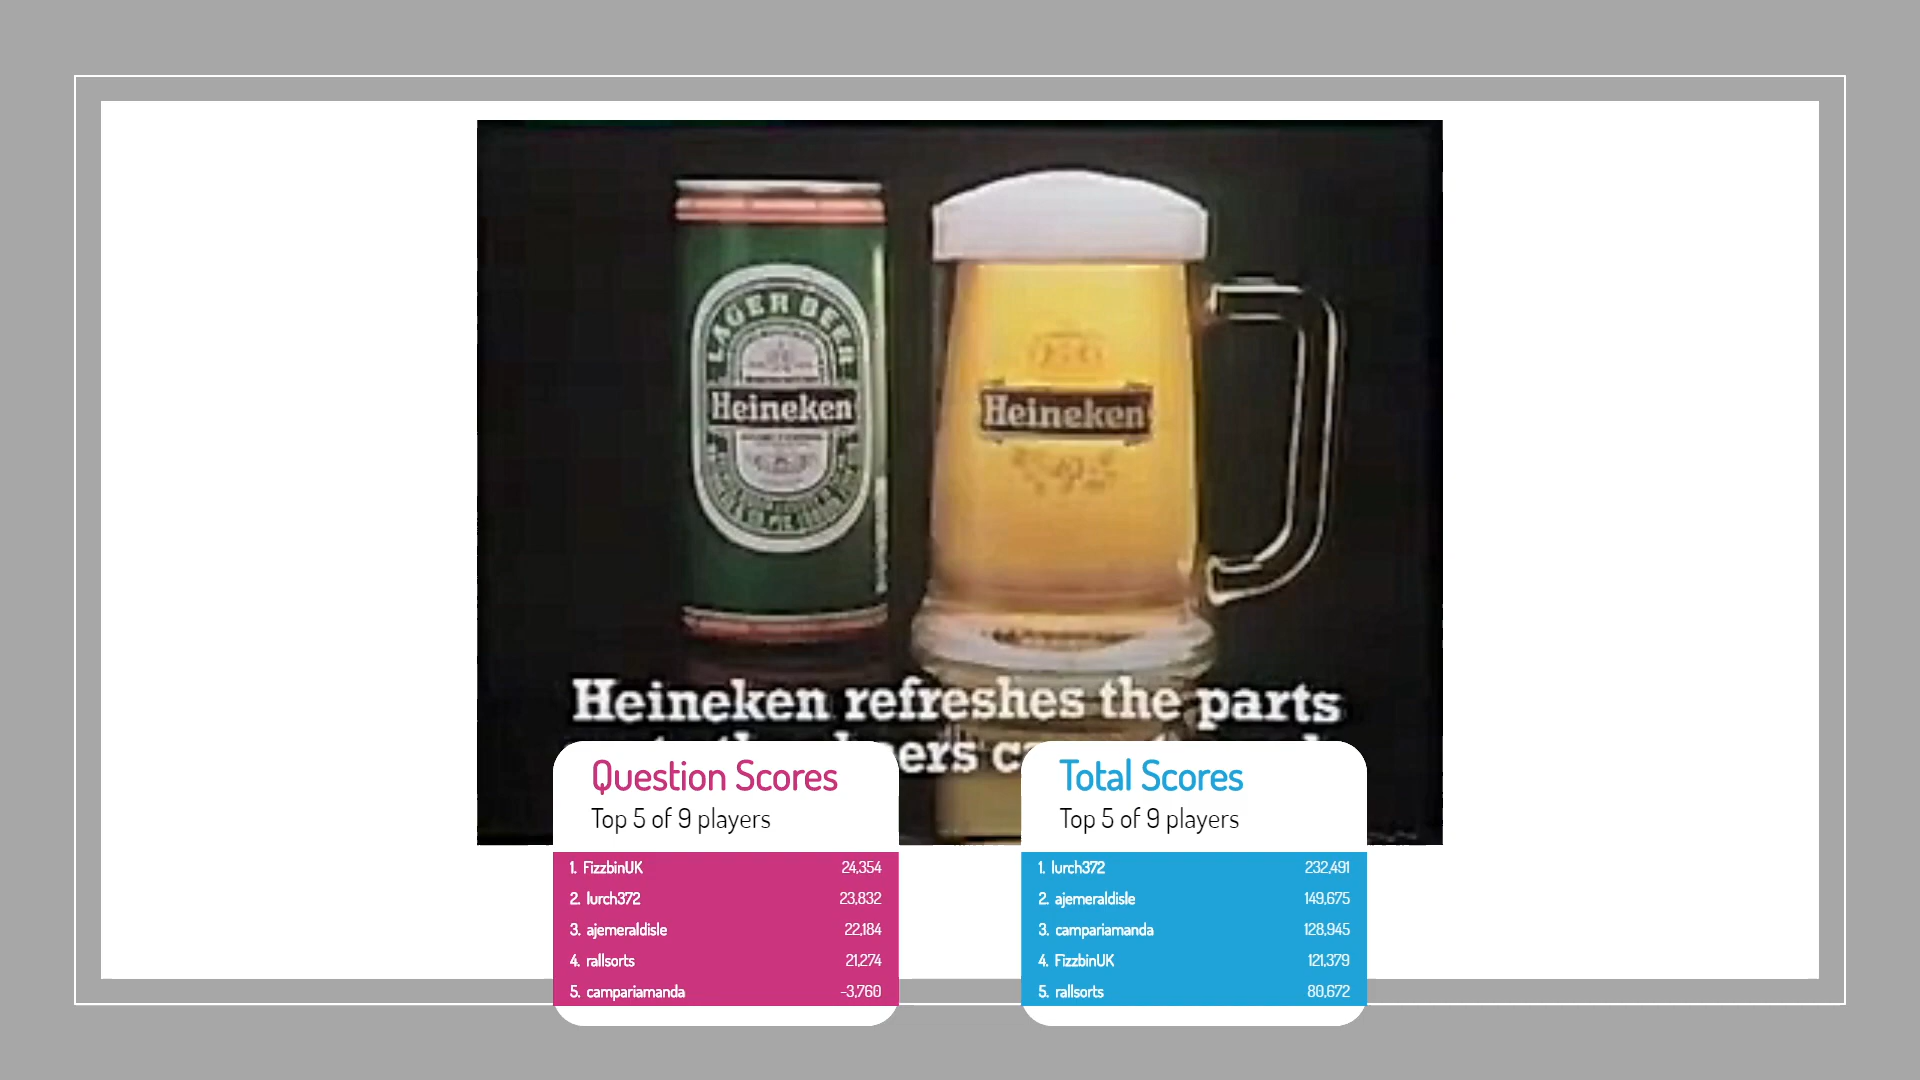 LAGER BEER
Heineken
Heineken
Heineken refreshes the parts
Question Scores
Top 5 of 9 players
1. FizzbinUK 24,354
2. lurch372 23,832
3. ajemeraldisle 22,184
4. rallsorts 21,274
5. campariamanda -3,760
Total Scores
Top 5 of 9 players
1. lurch372 232,491
2. ajemeraldisle 149,675
3. campariamanda 128,945
4. FizzbinUK 121,379
5. rallsorts 80,672